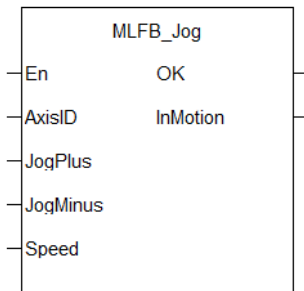 MLFB_Jog
En OK
AxisID InMotion
JogPlus
JogMinus
Speed